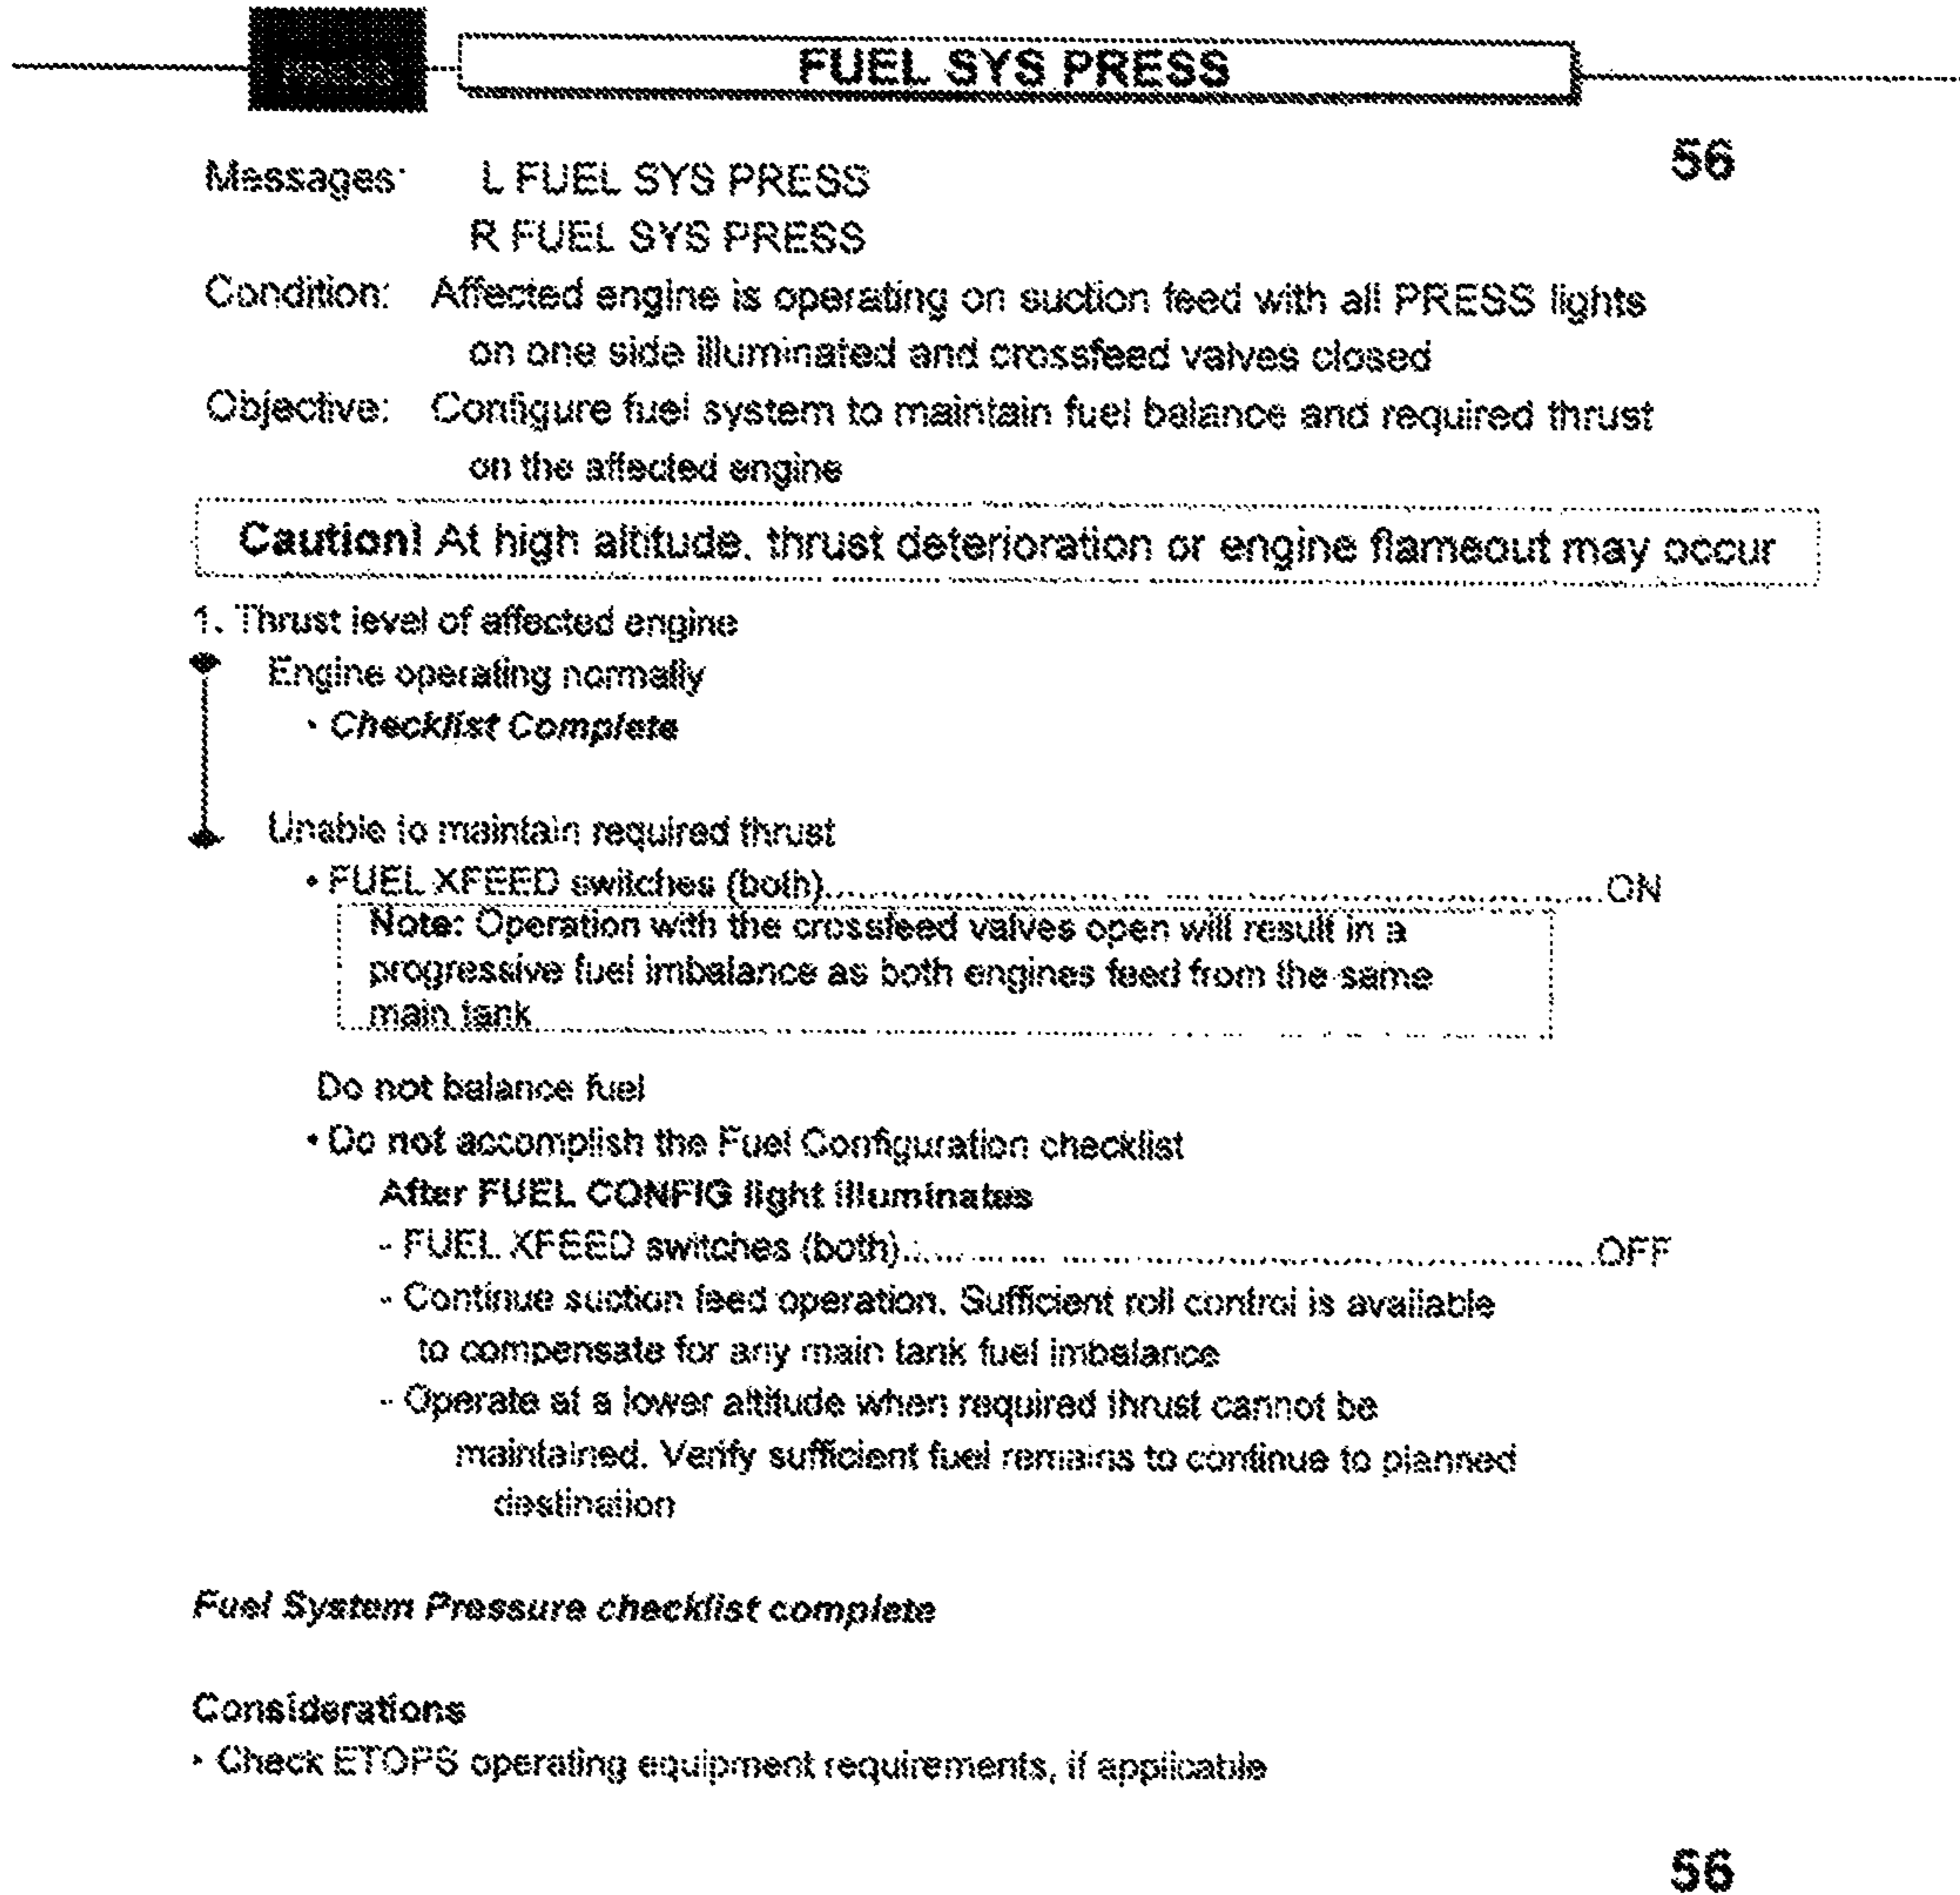 FUEL SYS PRESS
56
Messages: L FUEL SYS PRESS
R FUEL SYS PRESS
Condition: Affected engine is operating on suction feed with all PRESS lights
on one side illuminated and crossfeed valves closed
Objective: Configure fuel system to maintain fuel balance and required thrust
on the affected engine
Caution! At high altitude, thrust deterioration or engine flameout may occur
1. Thrust level of affected engine
Engine operating normally
• Checklist Complete
Unable to maintain required thrust
• FUEL XFEED switches (both)..........ON
Note: Operation with the crossfeed valves open will result in a
progressive fuel imbalance as both engines feed from the same
main tank
Do not balance fuel
• Do not accomplish the Fuel Configuration checklist
After FUEL CONFIG light illuminates
- FUEL XFEED switches (both)..........OFF
- Continue suction feed operation. Sufficient roll control is available
to compensate for any main tank fuel imbalance
- Operate at a lower altitude when required thrust cannot be
maintained. Verify sufficient fuel remains to continue to planned
destination
Fuel System Pressure checklist complete
Considerations
• Check ETOPS operating equipment requirements, if applicable
56